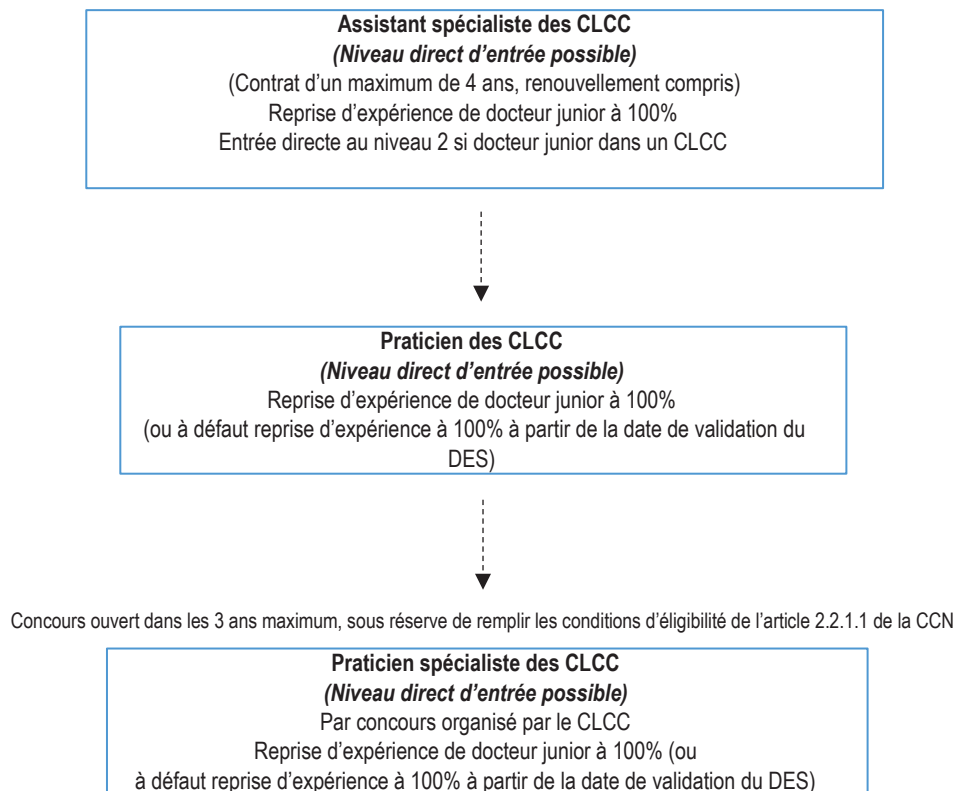 Assistant spécialiste des CLCC
(Niveau direct d’entrée possible)
(Contrat d’un maximum de 4 ans, renouvellement compris)
Reprise d’expérience de docteur junior à 100%
Entrée directe au niveau 2 si docteur junior dans un CLCC
Praticien des CLCC
(Niveau direct d’entrée possible)
Reprise d’expérience de docteur junior à 100%
(ou à défaut reprise d’expérience à 100% à partir de la date de validation du
DES)
Concours ouvert dans les 3 ans maximum, sous réserve de remplir les conditions d’éligibilité de l’article 2.2.1.1 de la CCN
Praticien spécialiste des CLCC
(Niveau direct d’entrée possible)
Par concours organisé par le CLCC
Reprise d’expérience de docteur junior à 100% (ou
à défaut reprise d’expérience à 100% à partir de la date de validation du DES)